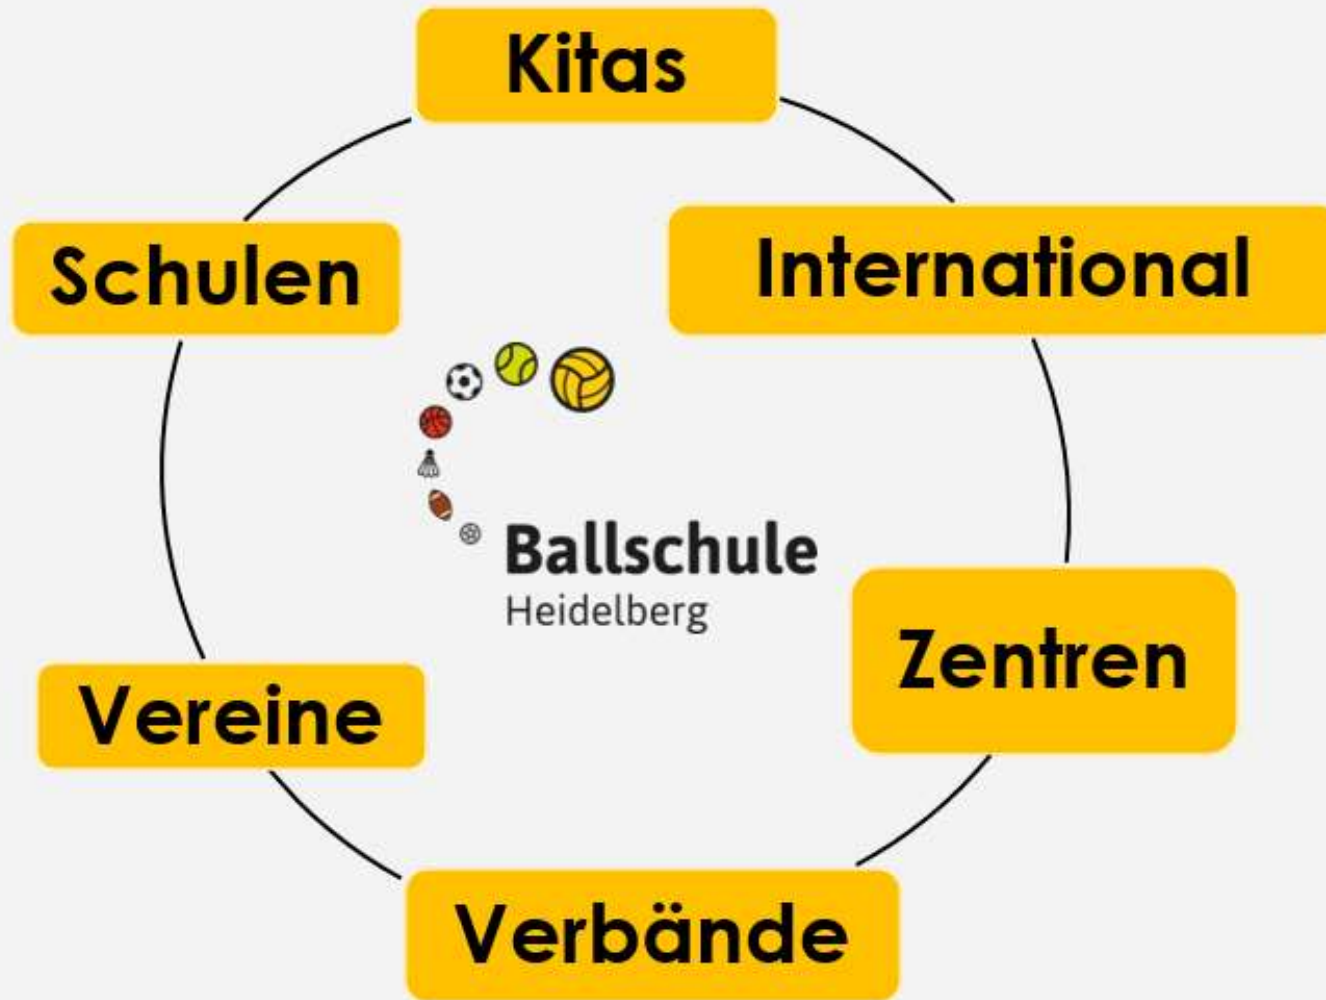 Kitas
International
Schulen
Ballschule
Heidelberg
Zentren
Vereine
Verbände